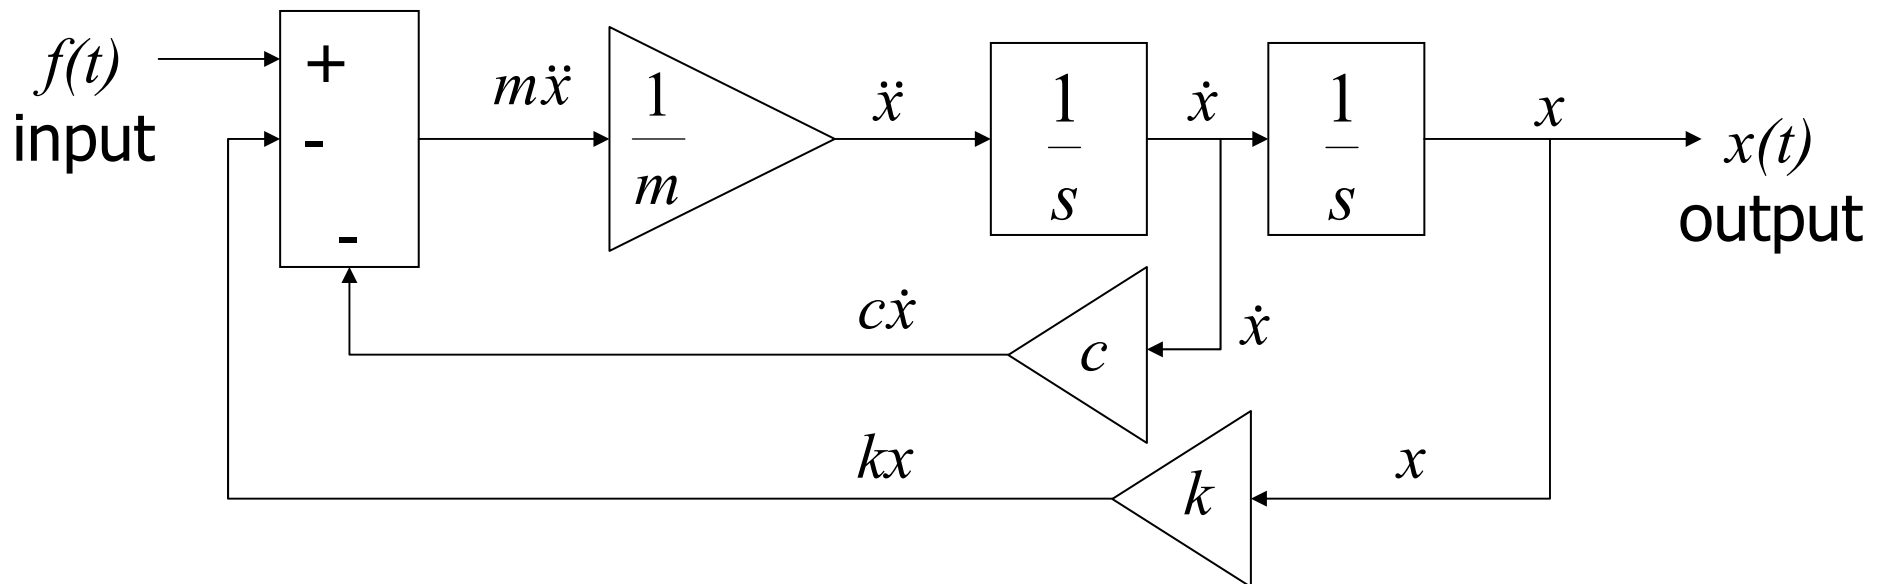 f(t)
input
+
-
-
mẍ
1
m
ẍ
1
s
ẋ
1
s
x
x(t)
output
cẋ
c
ẋ
kx
k
x